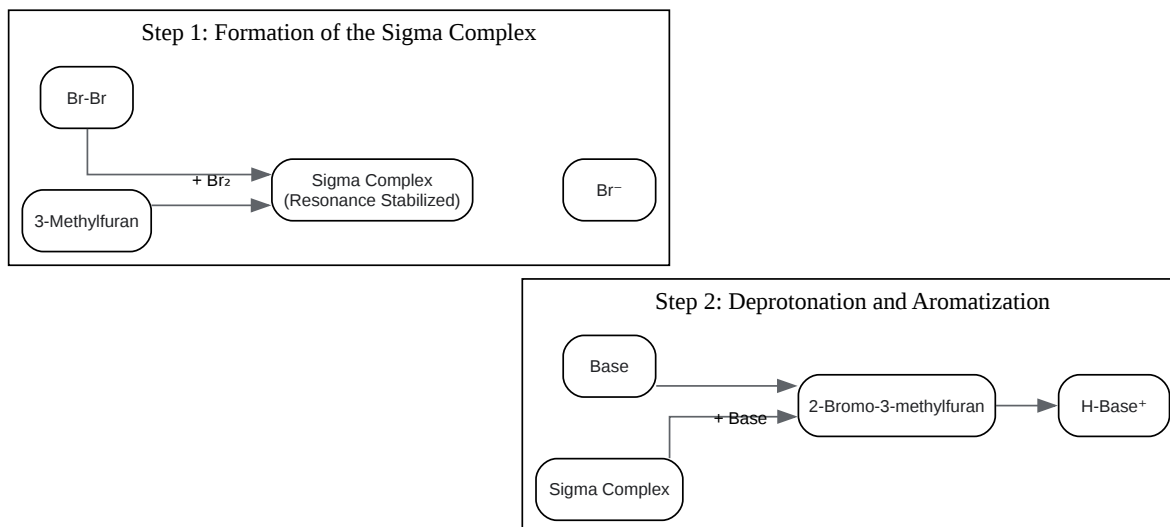 Step 1: Formation of the Sigma Complex
Br-Br
+ Br₂
Sigma Complex
(Resonance Stabilized)
Br⁻
3-Methylfuran
Step 2: Deprotonation and Aromatization
Base
2-Bromo-3-methylfuran
H-Base⁺
+ Base
Sigma Complex